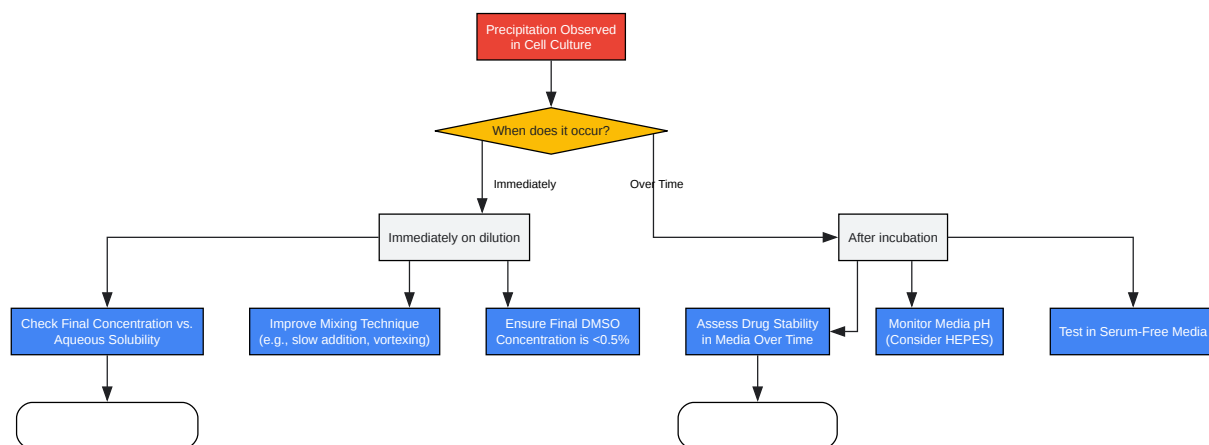 Precipitation Observed
in Cell Culture
When does it occur?
Immediately
Over Time
Immediately on dilution
After incubation
Check Final Concentration vs.
Aqueous Solubility
Improve Mixing Technique
(e.g., slow addition, vortexing)
Ensure Final DMSO
Concentration is <0.5%
Assess Drug Stability
in Media Over Time
Monitor Media pH
(Consider HEPES)
Test in Serum-Free Media